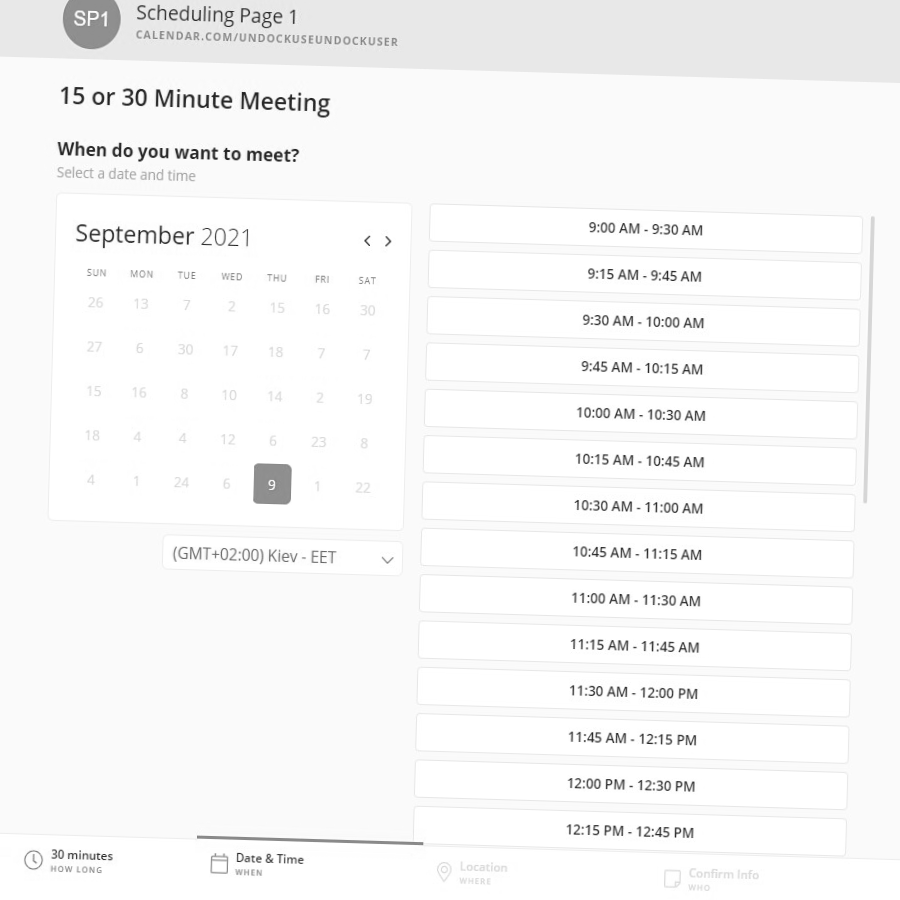 SP1
Scheduling Page 1
CALENDAR.COM/UNDOCKUSEUNDOCKUSER
15 or 30 Minute Meeting
When do you want to meet?
Select a date and time
September 2021
SUN MON TUE WED THU FRI SAT
26 13 7 2 15 16 30
27 6 30 17 18 7 7
15 16 8 10 14 2 19
18 4 4 12 6 23 8
4 1 24 6 9 1 22
(GMT+02:00) Kiev - EET
9:00 AM - 9:30 AM
9:15 AM - 9:45 AM
9:30 AM - 10:00 AM
9:45 AM - 10:15 AM
10:00 AM - 10:30 AM
10:15 AM - 10:45 AM
10:30 AM - 11:00 AM
10:45 AM - 11:15 AM
11:00 AM - 11:30 AM
11:15 AM - 11:45 AM
11:30 AM - 12:00 PM
11:45 AM - 12:15 PM
12:00 PM - 12:30 PM
12:15 PM - 12:45 PM
30 minutes
HOW LONG
Date & Time
WHEN
Location
WHERE
Confirm Info
WHO